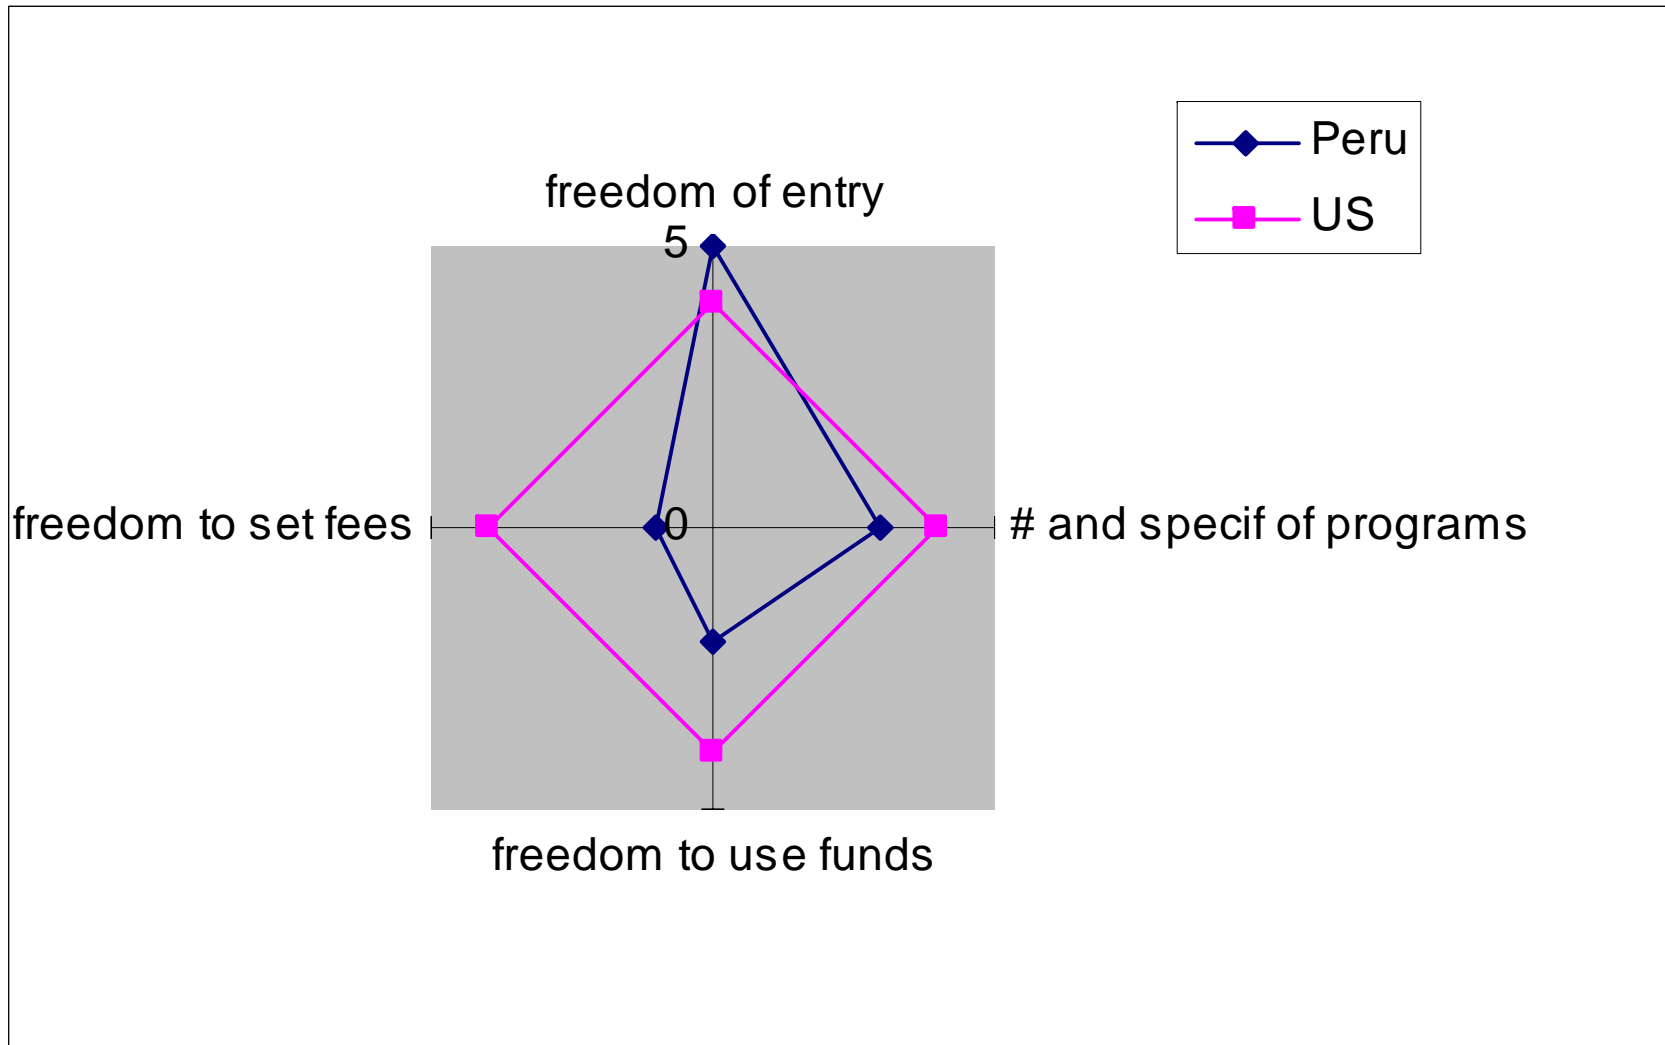 Peru
US
freedom of entry
5
freedom to set fees
0
# and specif of programs
freedom to use funds